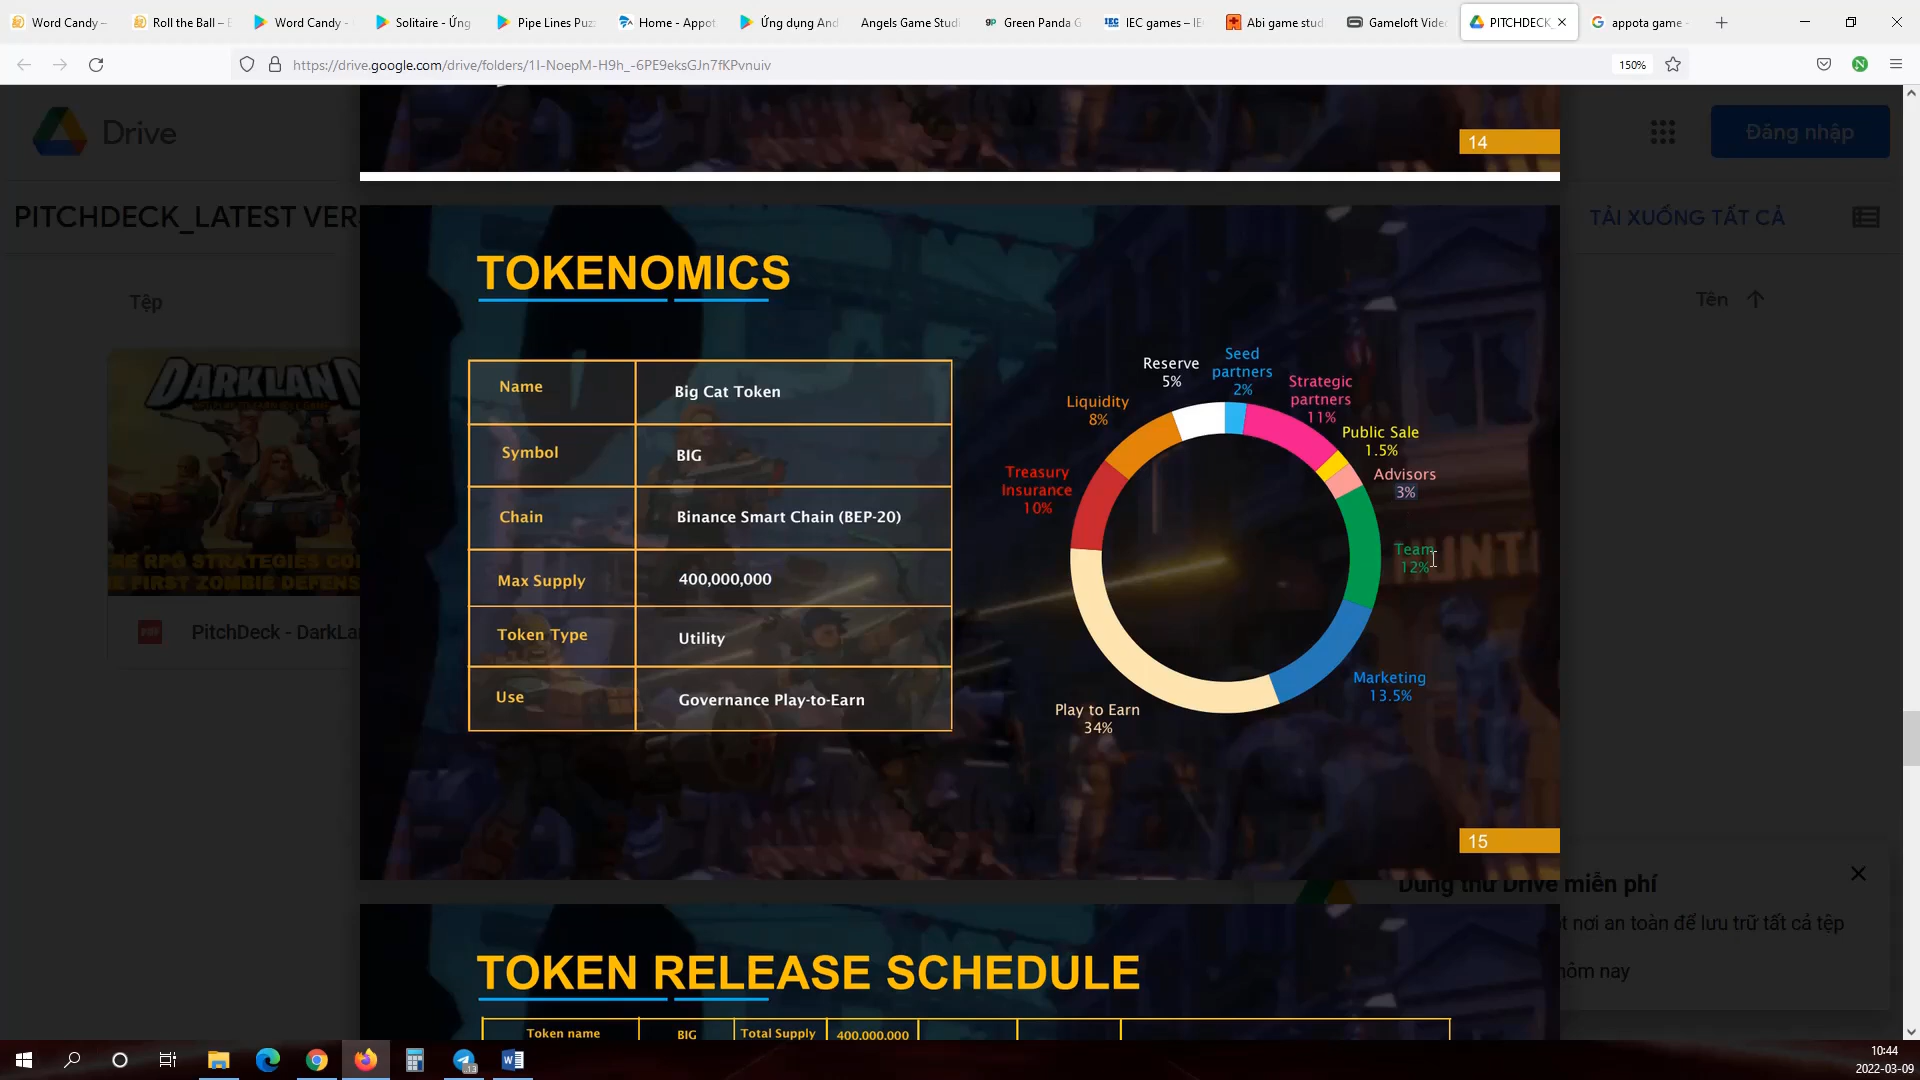 Word Candy –
Roll the Ball –
Word Candy -
Solitaire - Ứng
Pipe Lines Puz
Home - Appot
Ứng dụng And
Angels Game Studi
gp Green Panda G
IEC IEC games – IE
Abi game stud
Gameloft Vide
PITCHDECK_
appota game -
https://drive.google.com/drive/folders/1I-NoepM-H9h_-6PE9eksGJn7fKPvnuiv
150%
Drive
Đăng nhập
14
PITCHDECK_LATEST VER
TẢI XUỐNG TẤT CẢ
Tệp
Tên
DARKLAND
PDF
PitchDeck - DarkLan
TOKENOMICS
Name
Big Cat Token
Symbol
BIG
Chain
Binance Smart Chain (BEP-20)
Max Supply
400,000,000
Token Type
Utility
Use
Governance Play-to-Earn
Reserve
5%
Seed
partners
2%
Strategic
partners
11%
Public Sale
1.5%
Advisors
3%
Team
12%
Marketing
13.5%
Play to Earn
34%
Treasury
Insurance
10%
Liquidity
8%
15
Dùng thử Drive miễn phí
t nơi an toàn để lưu trữ tất cả tệp
hôm nay
TOKEN RELEASE SCHEDULE
Token name
BIG
Total Supply
400.000.000
13
10:44
2022-03-09